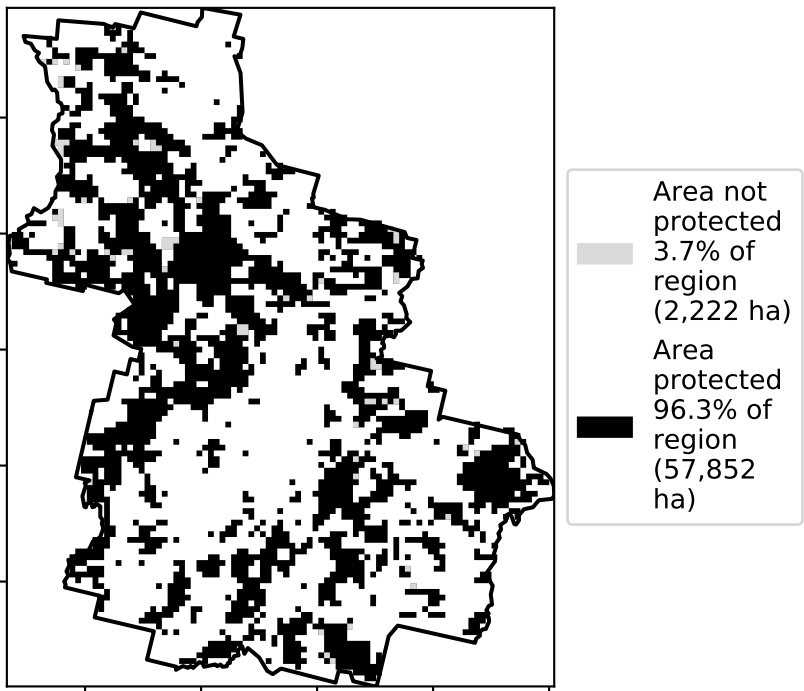 Area not
protected
3.7% of
region
(2,222 ha)
Area
protected
96.3% of
region
(57,852
ha)